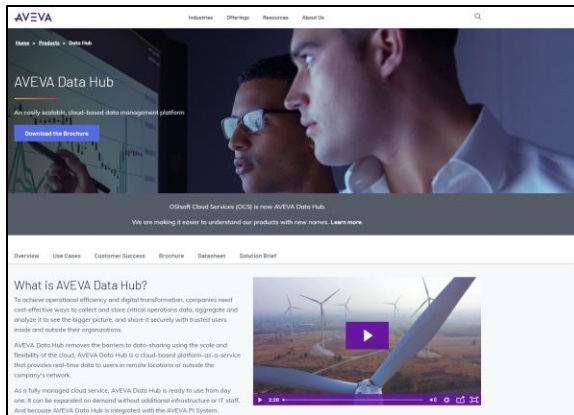 AVEVA
Industries Offerings Resources About Us
Home Products Data Hub
AVEVA Data Hub
An easily scalable, cloud-based data management platform
Download the Brochure
OSIsoft Cloud Services (OCS) is now AVEVA Data Hub.
We are making it easier to understand our products with new names. Learn more.
Overview Use Cases Customer Success Brochure Datasheet Solution Brief
What is AVEVA Data Hub?
To achieve operational efficiency and digital transformation, companies need
cost-effective ways to collect and store critical operations data, aggregate and
analyze it to see the bigger picture, and share it securely with trusted users
inside and outside their organizations.
AVEVA Data Hub removes the barriers to data-sharing using the scale and
flexibility of the cloud. AVEVA Data Hub is a cloud-based platform-as-a-service
that provides real-time data to users in remote locations or outside the
company's network.
As a fully managed cloud service, AVEVA Data Hub is ready to use from day
one. It can be expanded on demand without additional infrastructure or IT staff.
And because AVEVA Data Hub is integrated with the AVEVA PI System,